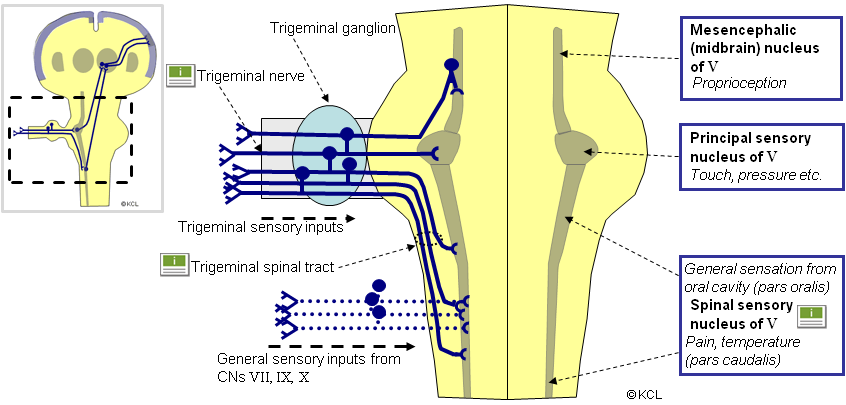 Trigeminal ganglion
Trigeminal nerve
Mesencephalic
(midbrain) nucleus
of V
Proprioception
Principal sensory
nucleus of V
Touch, pressure etc.
©KCL
Trigeminal sensory inputs
Trigeminal spinal tract
General sensation from
oral cavity (pars oralis)
Spinal sensory
nucleus of V
Pain, temperature
(pars caudalis)
General sensory inputs from
CNs VII, IX, X
©KCL